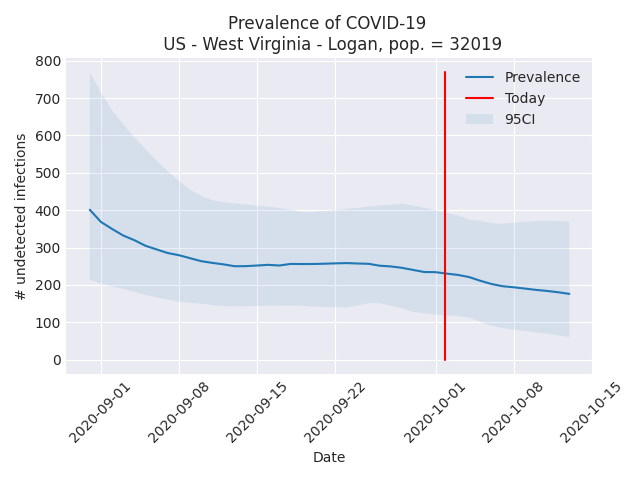 Prevalence of COVID-19
US - West Virginia - Logan, pop. = 32019
# undetected infections
800
700
600
500
400
300
200
100
0
Prevalence
Today
95CI
2020-09-01
2020-09-08
2020-09-15
2020-09-22
2020-10-01
2020-10-08
2020-10-15
Date